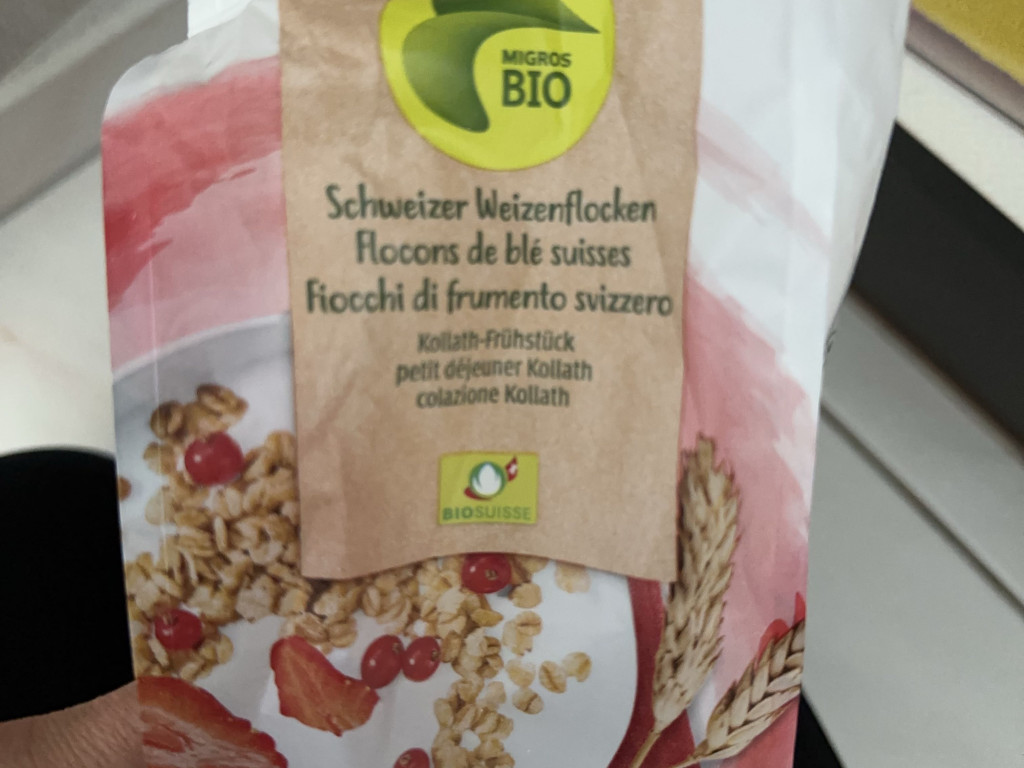 MIGROS
BIO
Schweizer Weizenflocken
Flocons de blé suisses
Fiocchi di frumento svizzero
Kollath-Frühstück
petit déjeuner Kollath
colazione Kollath
BIOSUISSE